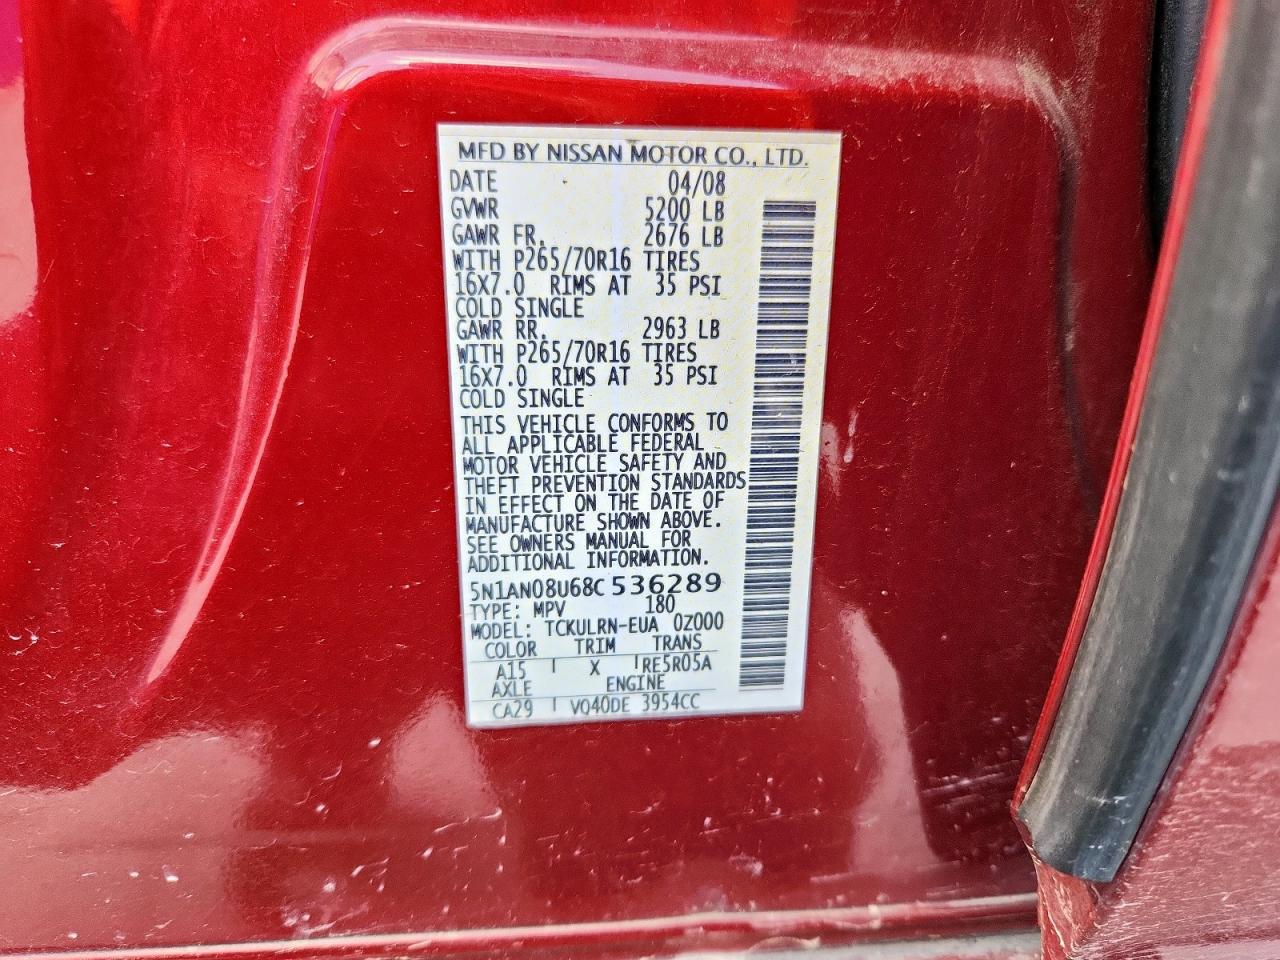 MFD BY NISSAN MOTOR CO., LTD.
DATE 04/08
GVWR 5200 LB
GAWR FR. 2676 LB
WITH P265/70R16 TIRES
16X7.0 RIMS AT 35 PSI
COLD SINGLE
GAWR RR. 2963 LB
WITH P265/70R16 TIRES
16X7.0 RIMS AT 35 PSI
COLD SINGLE
THIS VEHICLE CONFORMS TO
ALL APPLICABLE FEDERAL
MOTOR VEHICLE SAFETY AND
THEFT PREVENTION STANDARDS
IN EFFECT ON THE DATE OF
MANUFACTURE SHOWN ABOVE.
SEE OWNERS MANUAL FOR
ADDITIONAL INFORMATION.
5N1AN08U68C536289
TYPE: MPV 180
MODEL: TCKULRN-EUA 0Z000
COLOR TRIM TRANS
A15 X RE5R05A
AXLE ENGINE
CA29 VQ40DE 3954CC